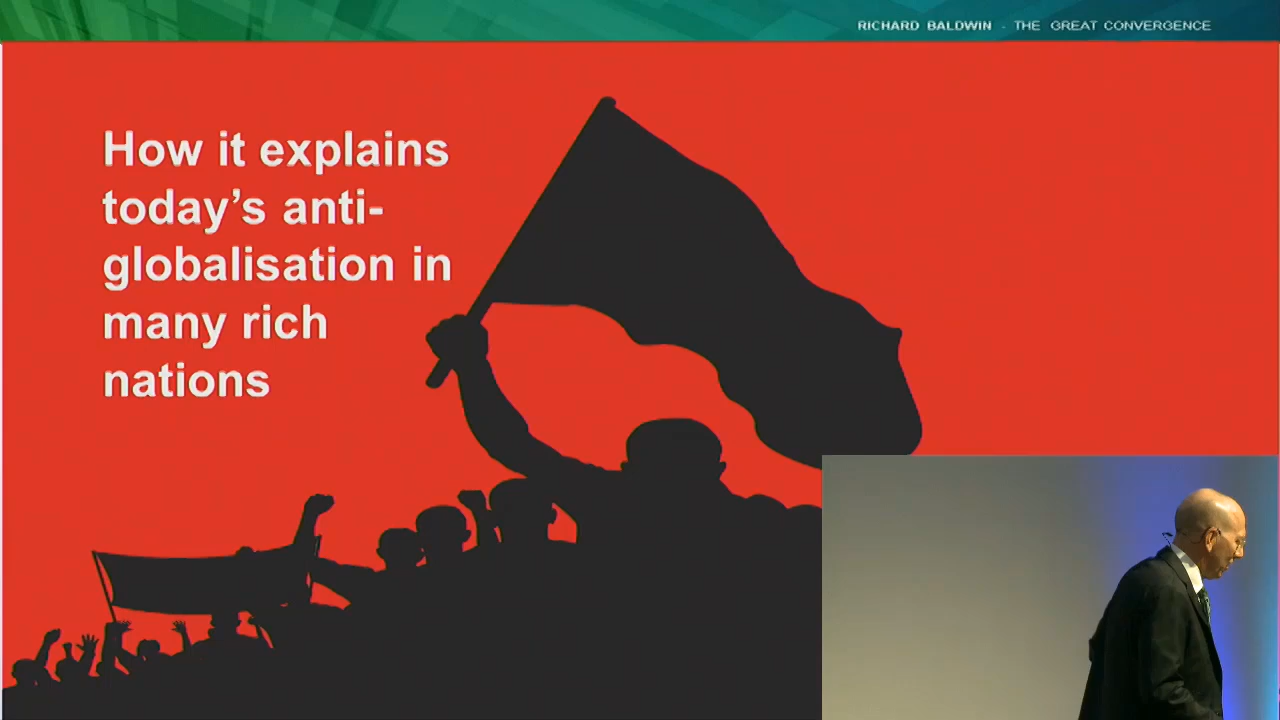 RICHARD BALDWIN - THE GREAT CONVERGENCE
How it explains
today's anti-
globalisation in
many rich
nations